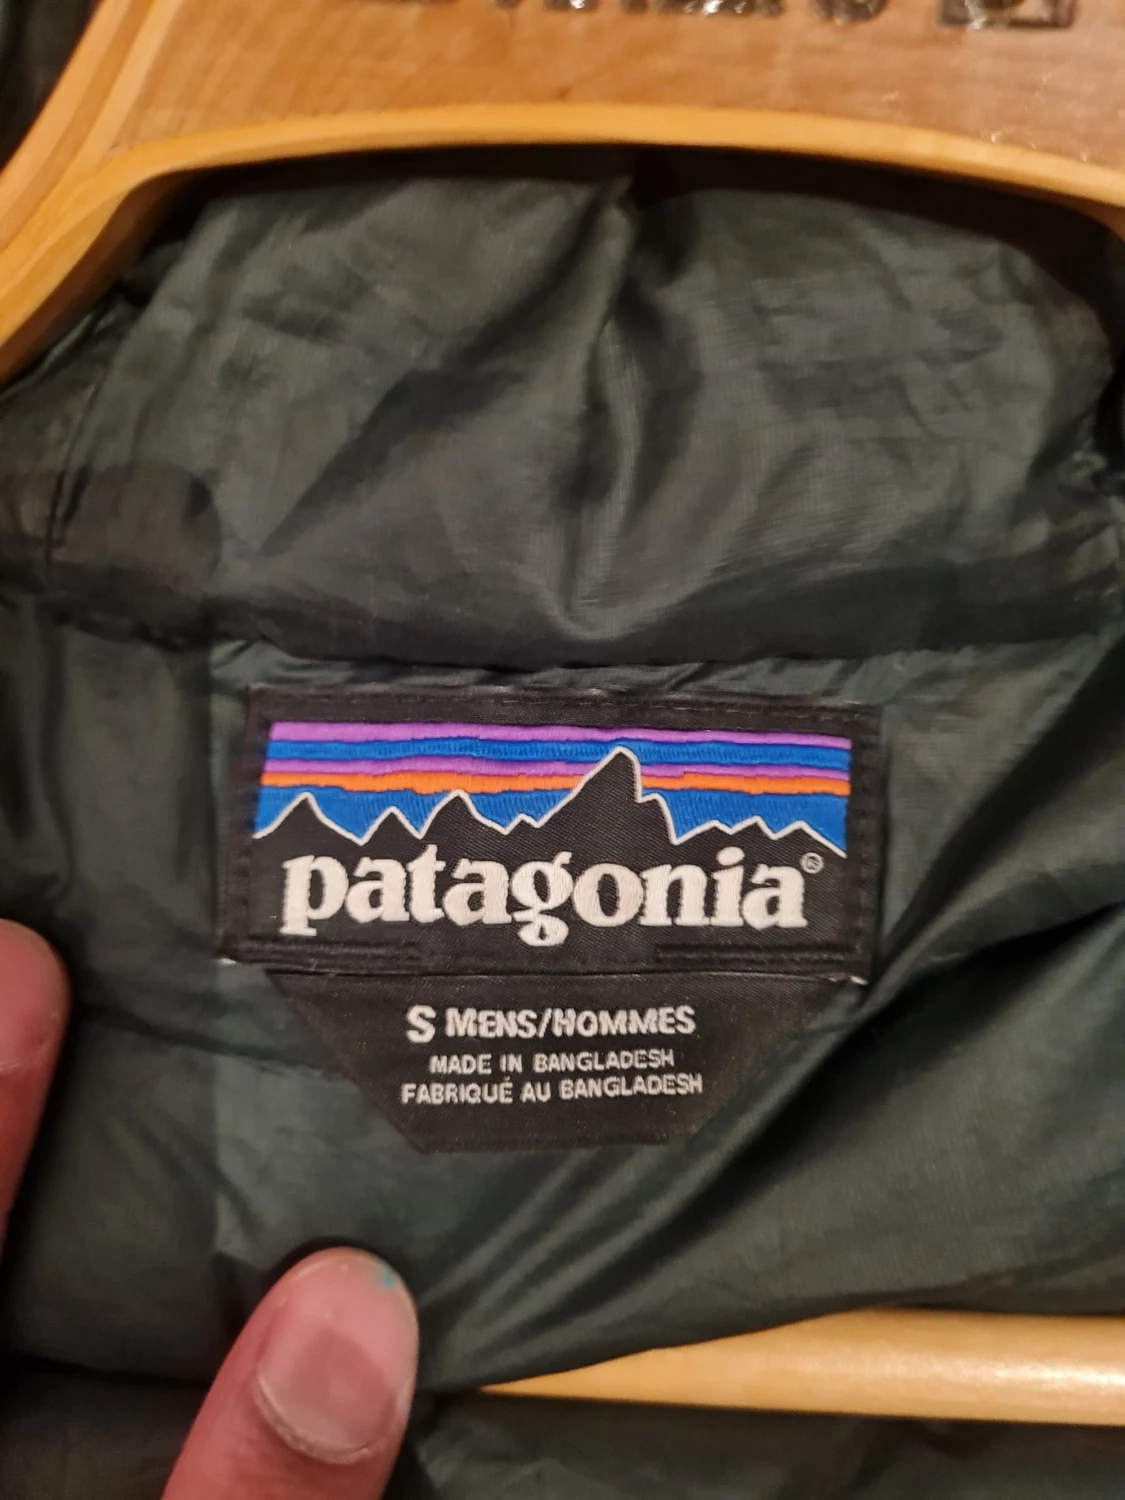 patagonia®
S MENS/HOMMES
MADE IN BANGLADESH
FABRIQUÉ AU BANGLADESH